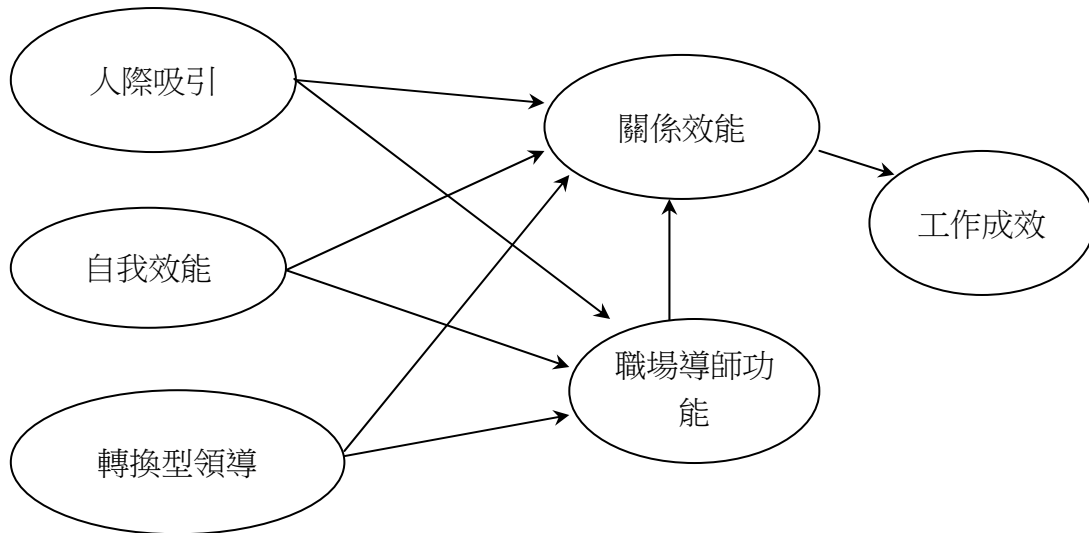 人際吸引
關係效能
工作成效
自我效能
職場導師功
能
轉換型領導